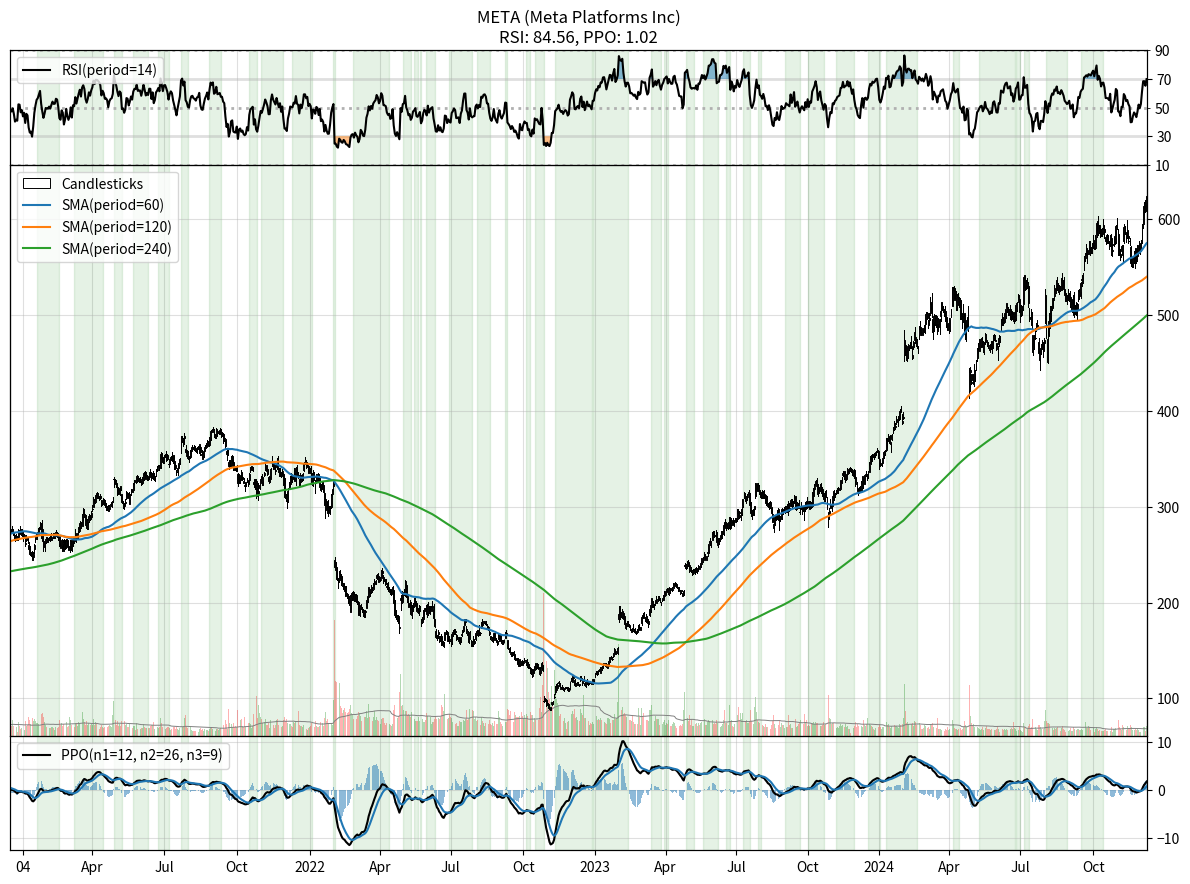 META (Meta Platforms Inc)
RSI: 84.56, PPO: 1.02
RSI(period=14)
90
70
50
30
10
Candlesticks
SMA(period=60)
SMA(period=120)
SMA(period=240)
600
500
400
300
200
100
PPO(n1=12, n2=26, n3=9)
10
0
−10
04 Apr Jul Oct 2022 Apr Jul Oct 2023 Apr Jul Oct 2024 Apr Jul Oct